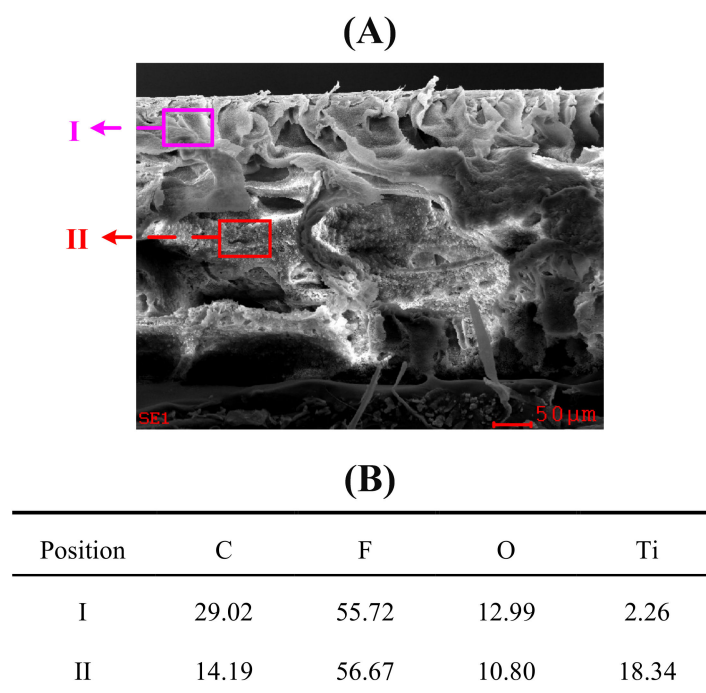 (A)
I
II
SE1
50µm
(B)
Position C F O Ti
I 29.02 55.72 12.99 2.26
II 14.19 56.67 10.80 18.34